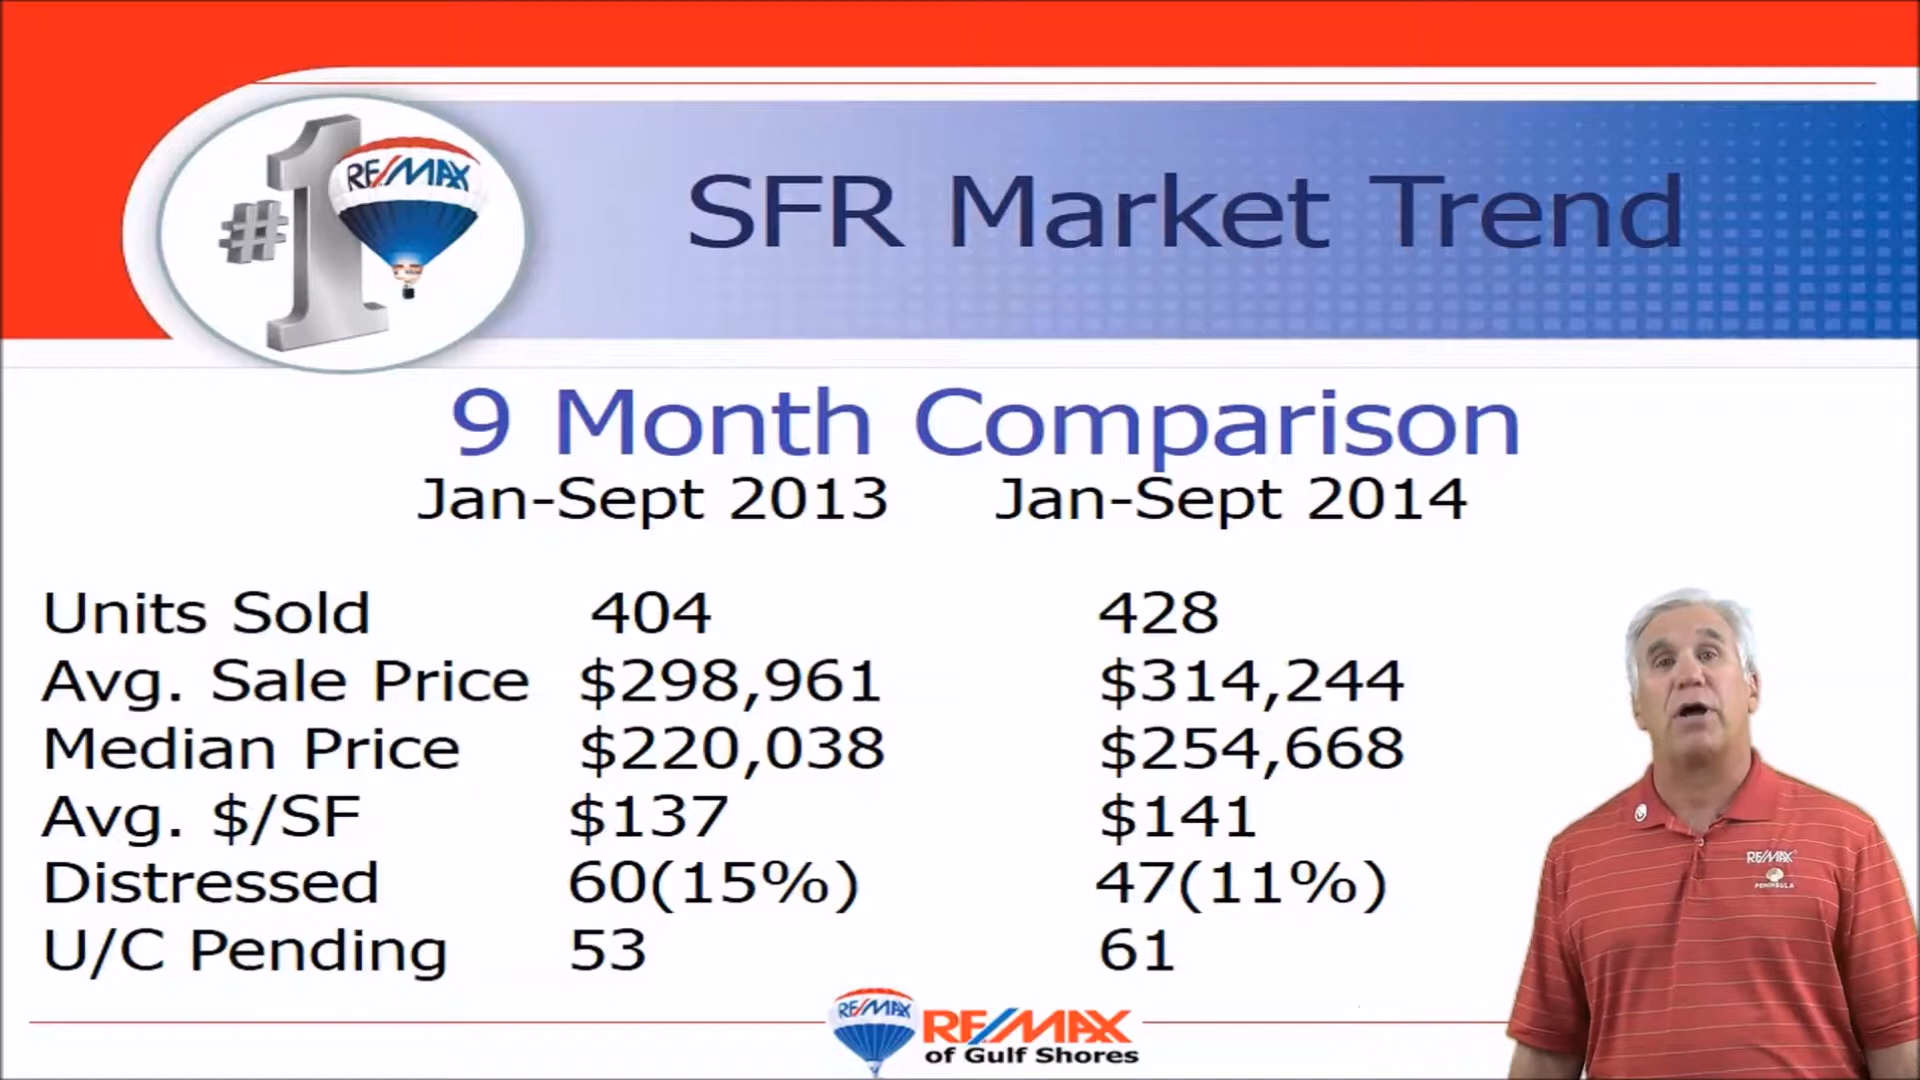 #1
RE/MAX
SFR Market Trend
9 Month Comparison
Jan-Sept 2013 Jan-Sept 2014
Units Sold 404 428
Avg. Sale Price $298,961 $314,244
Median Price $220,038 $254,668
Avg. $/SF $137 $141
Distressed 60(15%) 47(11%)
U/C Pending 53 61
RE/MAX
PENINSULA
RE/MAX
RE/MAX
of Gulf Shores